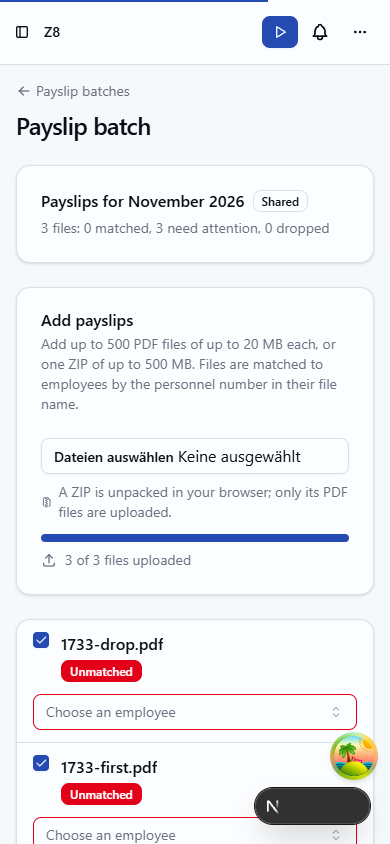 Z8
Payslip batches
Payslip batch
Payslips for November 2026 Shared
3 files: 0 matched, 3 need attention, 0 dropped
Add payslips
Add up to 500 PDF files of up to 20 MB each, or
one ZIP of up to 500 MB. Files are matched to
employees by the personnel number in their file
name.
Dateien auswählen Keine ausgewählt
A ZIP is unpacked in your browser; only its PDF
files are uploaded.
3 of 3 files uploaded
1733-drop.pdf
Unmatched
Choose an employee
1733-first.pdf
Unmatched
N
Choose an employee